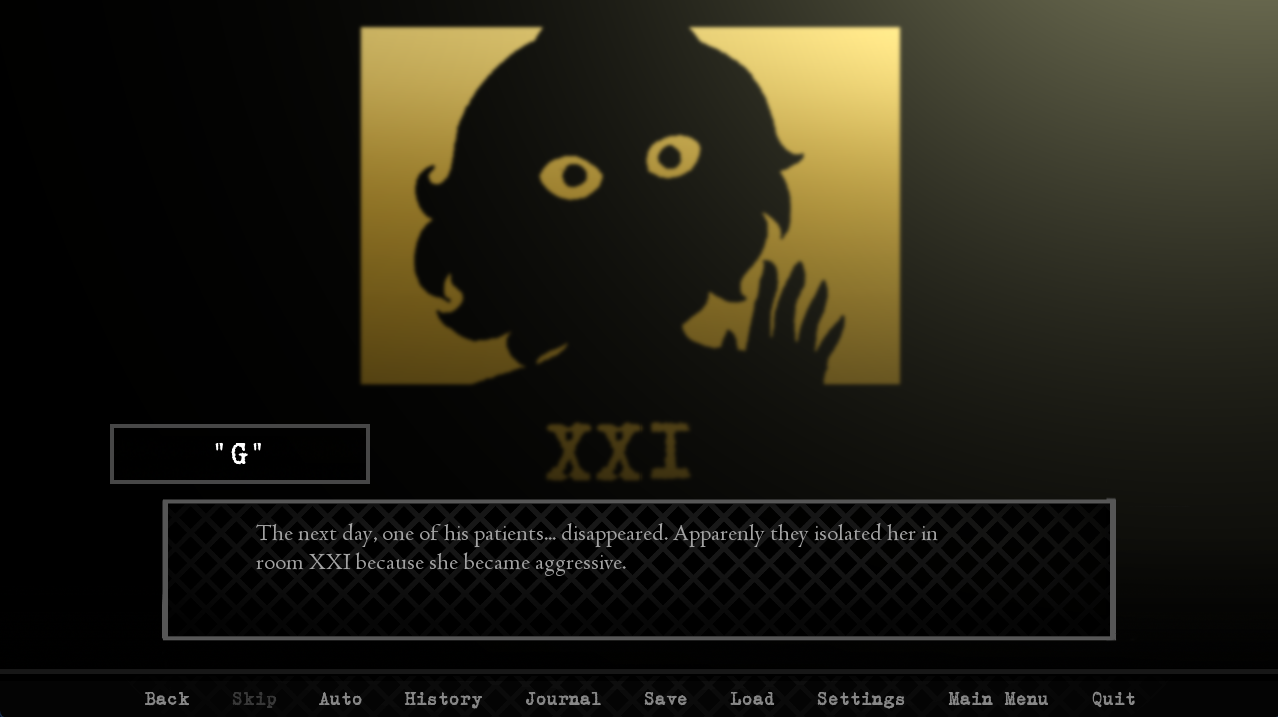 XXI
"G"
The next day, one of his patients... disappeared. Apparenly they isolated her in
room XXI because she became aggressive.
Back Skip Auto History Journal Save Load Settings Main Menu Quit